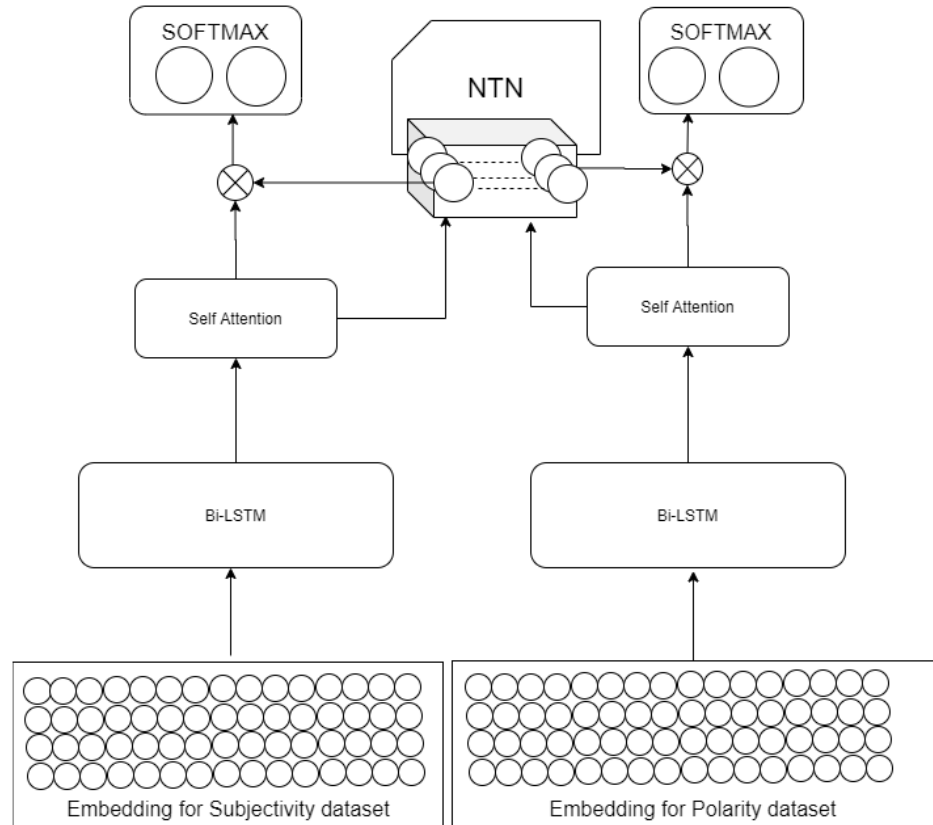 SOFTMAX
NTN
SOFTMAX
Self Attention
Self Attention
Bi-LSTM
Bi-LSTM
Embedding for Subjectivity dataset
Embedding for Polarity dataset